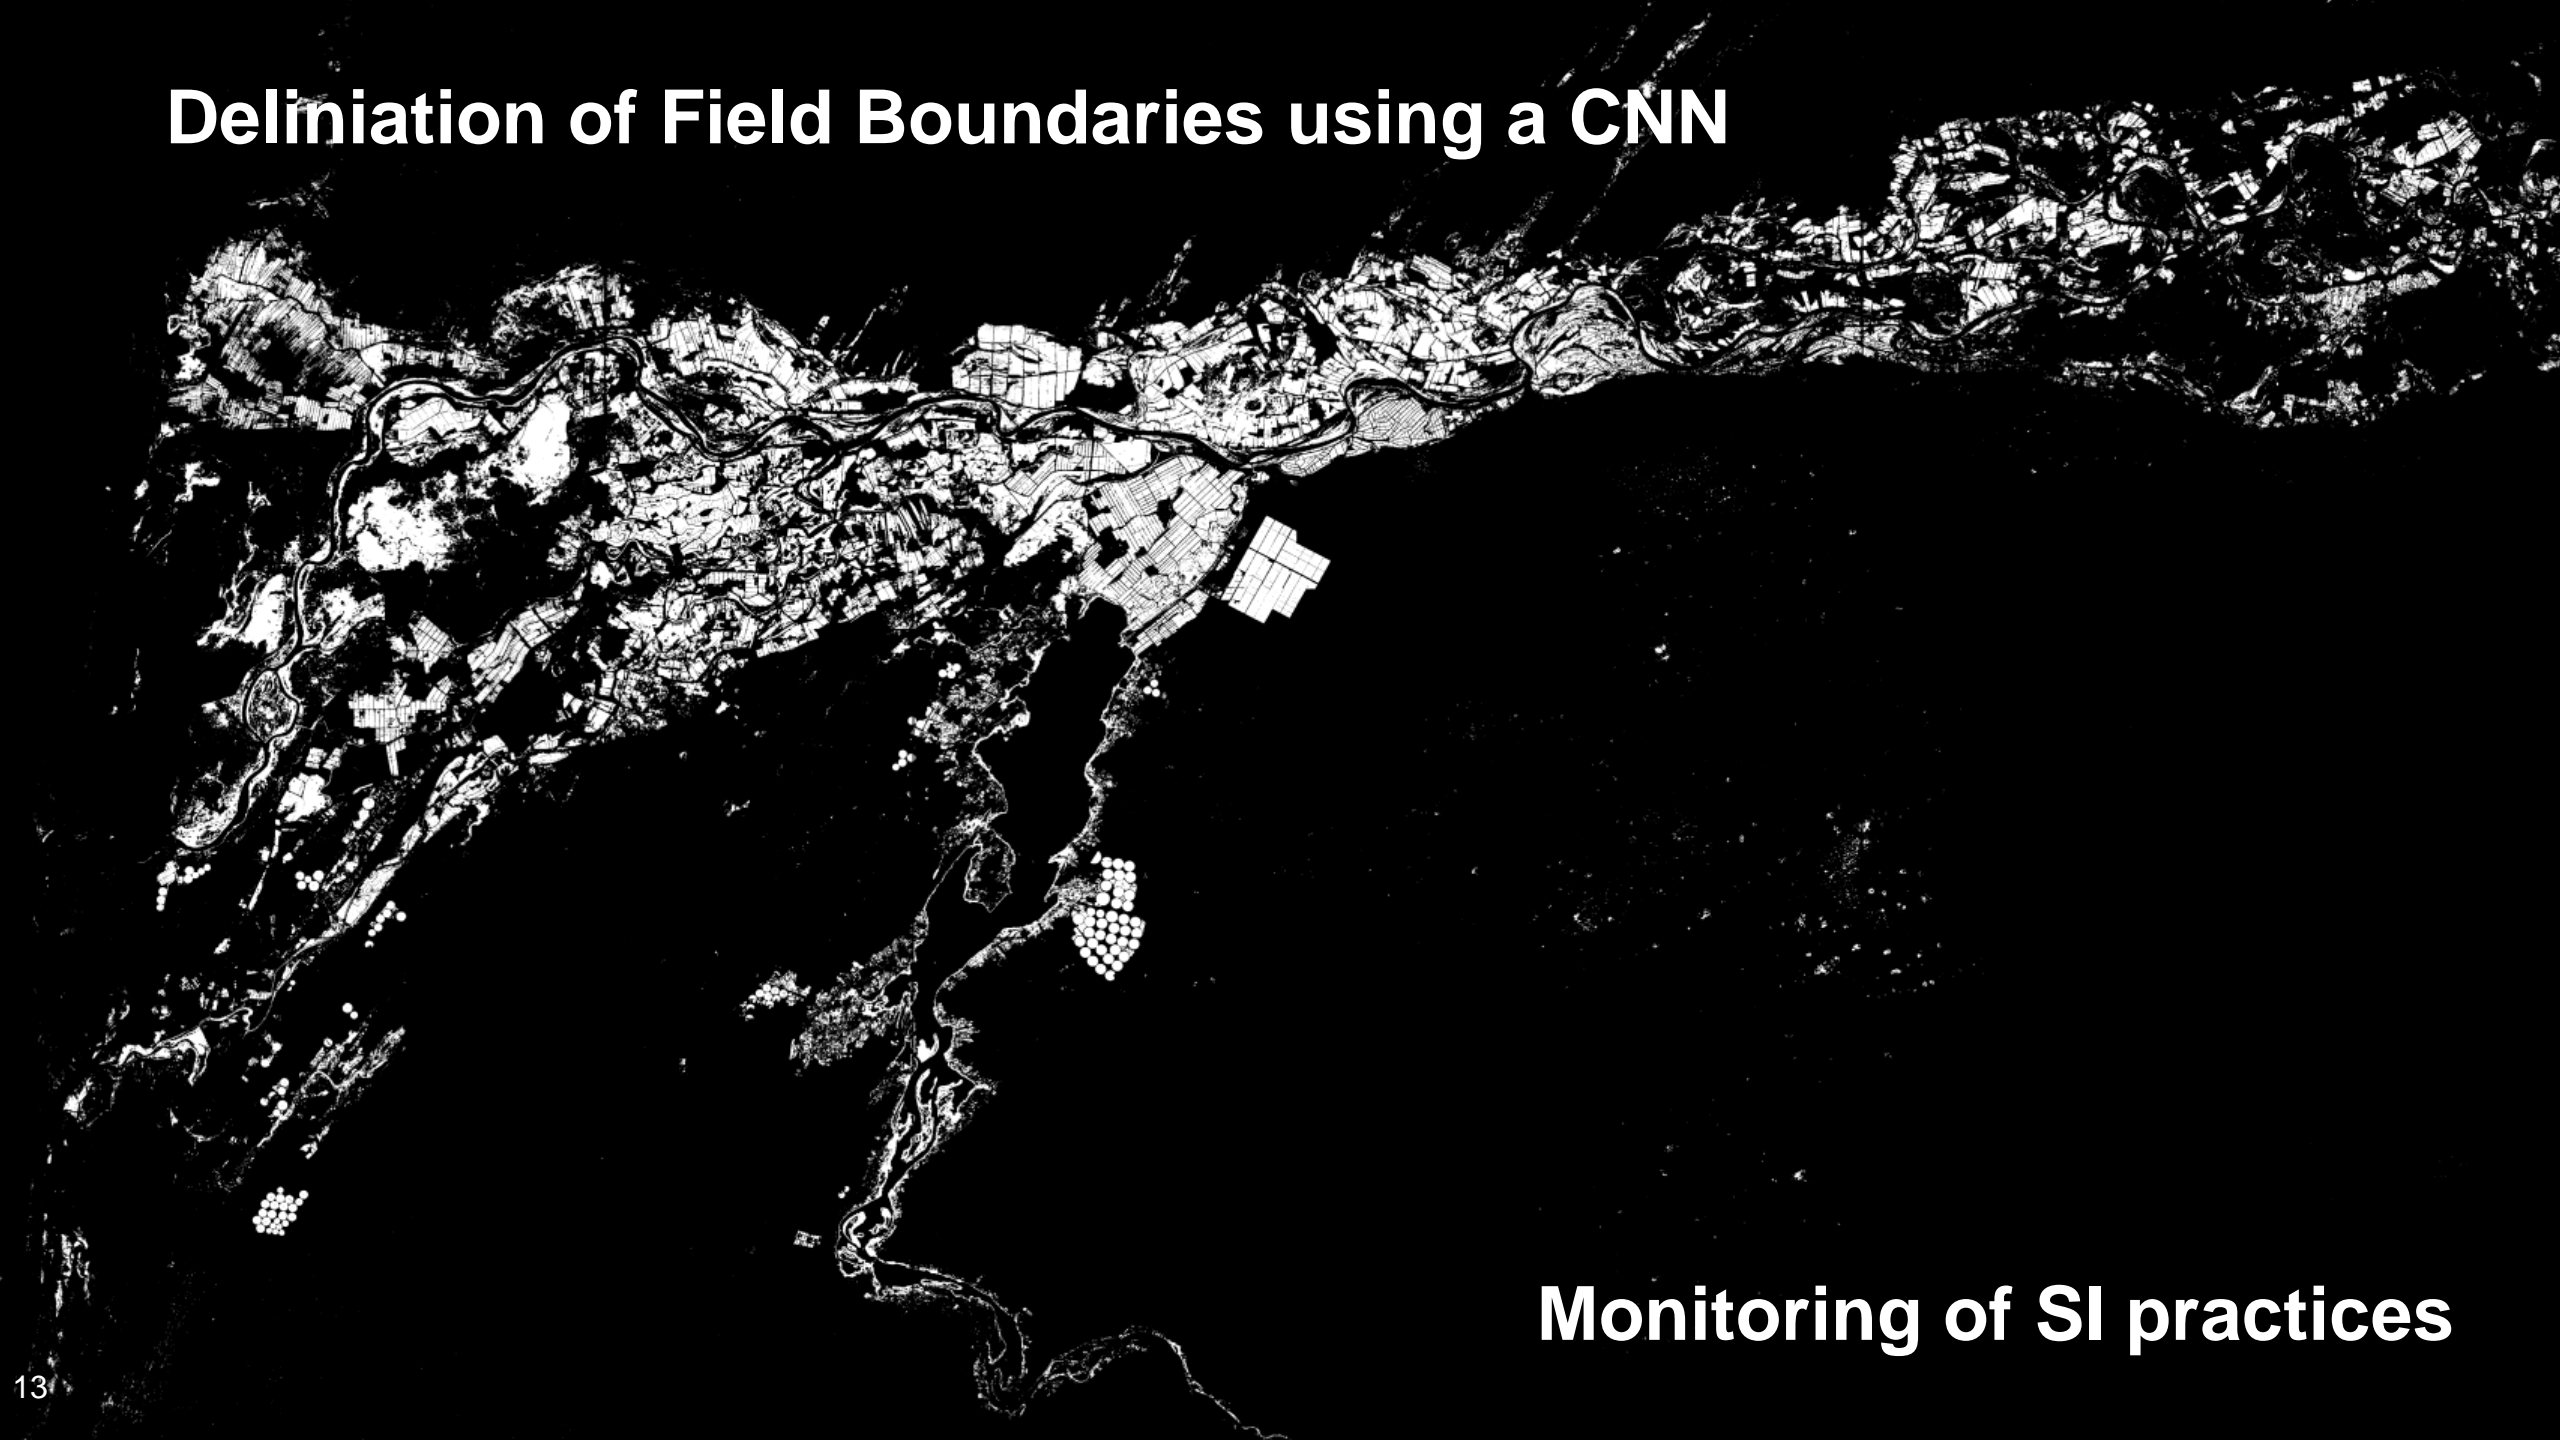 Deliniation of Field Boundaries using a CNN
Monitoring of SI practices
13